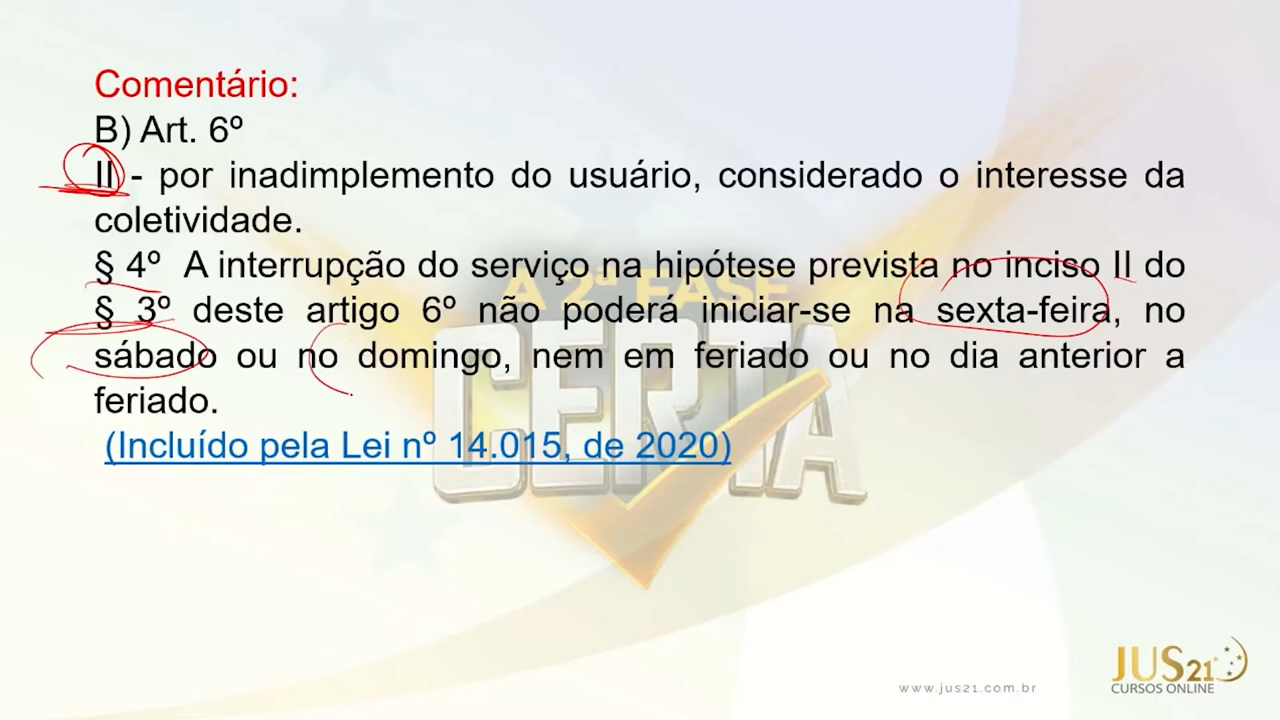 Comentário:
B) Art. 6º
II - por inadimplemento do usuário, considerado o interesse da
coletividade.
§ 4º A interrupção do serviço na hipótese prevista no inciso II do
§ 3º deste artigo 6º não poderá iniciar-se na sexta-feira, no
sábado ou no domingo, nem em feriado ou no dia anterior a
feriado.
(Incluído pela Lei nº 14.015, de 2020)
A 2ª FASE
CERTA
www.jus21.com.br
JUS21
CURSOS ONLINE